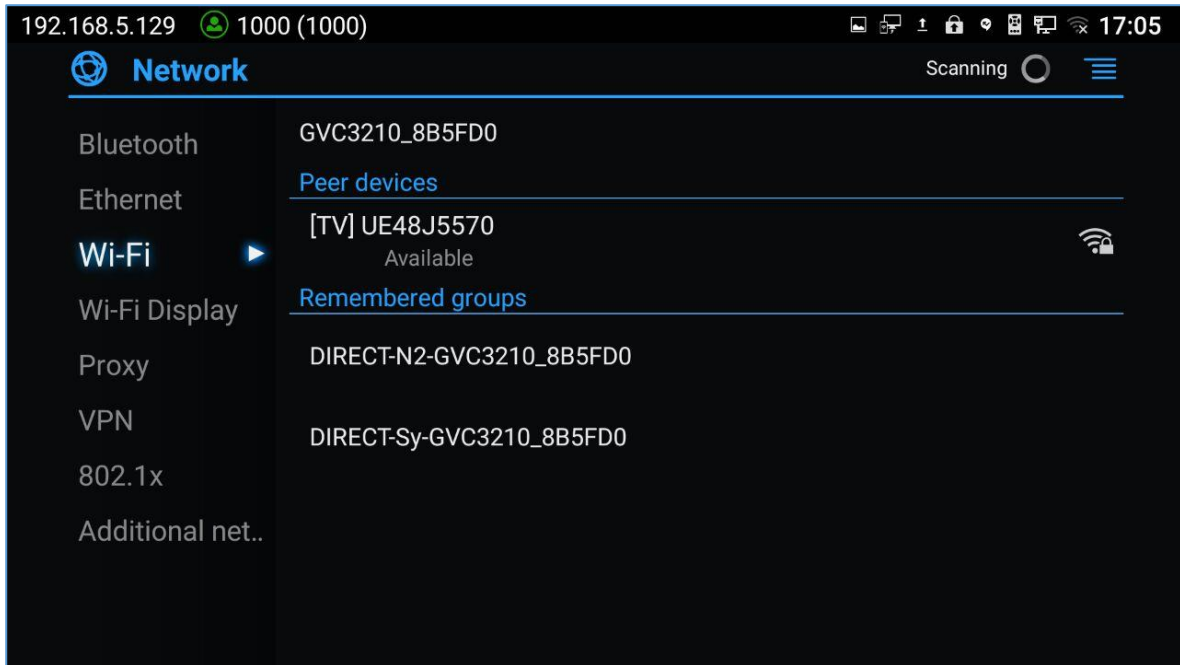 192.168.5.129 1000 (1000) 17:05
Network Scanning
Bluetooth
Ethernet
Wi-Fi
Wi-Fi Display
Proxy
VPN
802.1x
Additional net..
GVC3210_8B5FD0
Peer devices
[TV] UE48J5570
Available
Remembered groups
DIRECT-N2-GVC3210_8B5FD0
DIRECT-Sy-GVC3210_8B5FD0